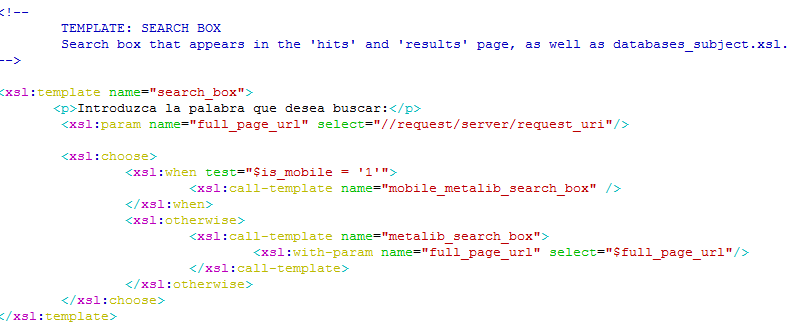 <!--
TEMPLATE: SEARCH BOX
Search box that appears in the 'hits' and 'results' page, as well as databases_subject.xsl.
-->
<xsl:template name="search_box">
<p>Introduzca la palabra que desea buscar:</p>
<xsl:param name="full_page_url" select="//request/server/request_uri"/>
<xsl:choose>
<xsl:when test="$is_mobile = '1'">
<xsl:call-template name="mobile_metalib_search_box" />
</xsl:when>
<xsl:otherwise>
<xsl:call-template name="metalib_search_box">
<xsl:with-param name="full_page_url" select="$full_page_url"/>
</xsl:call-template>
</xsl:otherwise>
</xsl:choose>
</xsl:template>